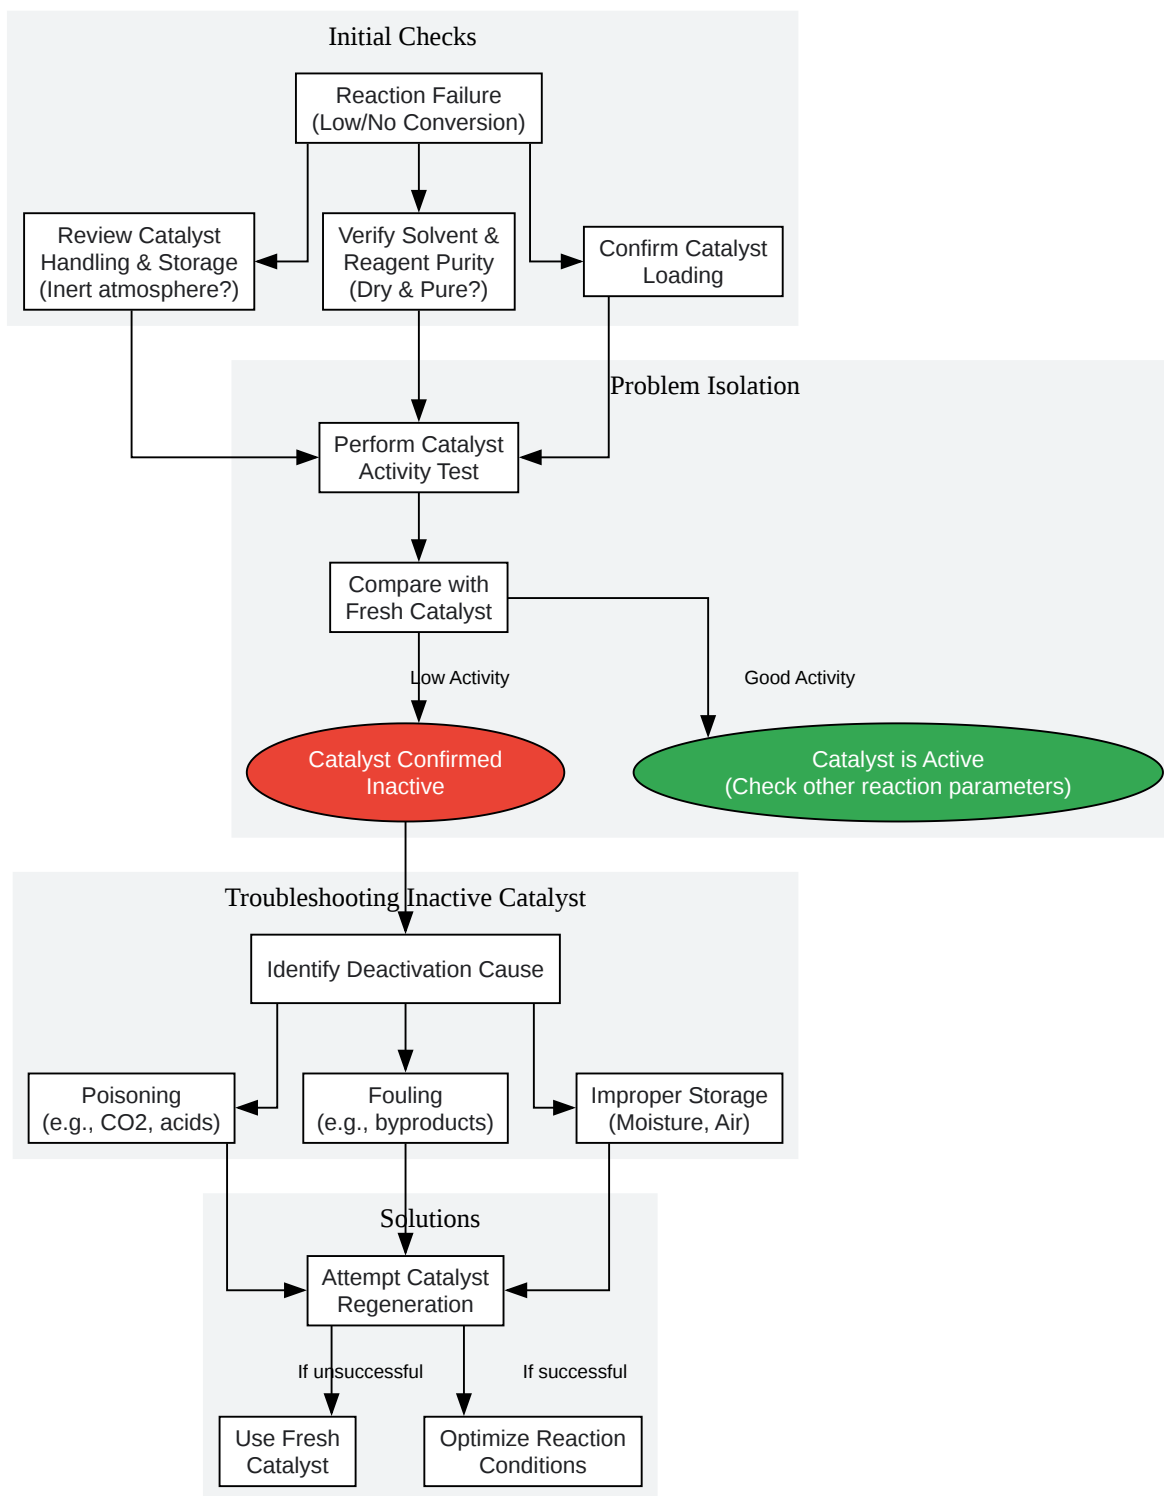 Initial Checks
Reaction Failure
(Low/No Conversion)
Review Catalyst
Handling & Storage
(Inert atmosphere?)
Verify Solvent &
Reagent Purity
(Dry & Pure?)
Confirm Catalyst
Loading
Problem Isolation
Perform Catalyst
Activity Test
Compare with
Fresh Catalyst
Low Activity
Good Activity
Catalyst Confirmed
Inactive
Catalyst is Active
(Check other reaction parameters)
Troubleshooting Inactive Catalyst
Identify Deactivation Cause
Poisoning
(e.g., CO2, acids)
Fouling
(e.g., byproducts)
Improper Storage
(Moisture, Air)
Solutions
Attempt Catalyst
Regeneration
If unsuccessful
If successful
Use Fresh
Catalyst
Optimize Reaction
Conditions